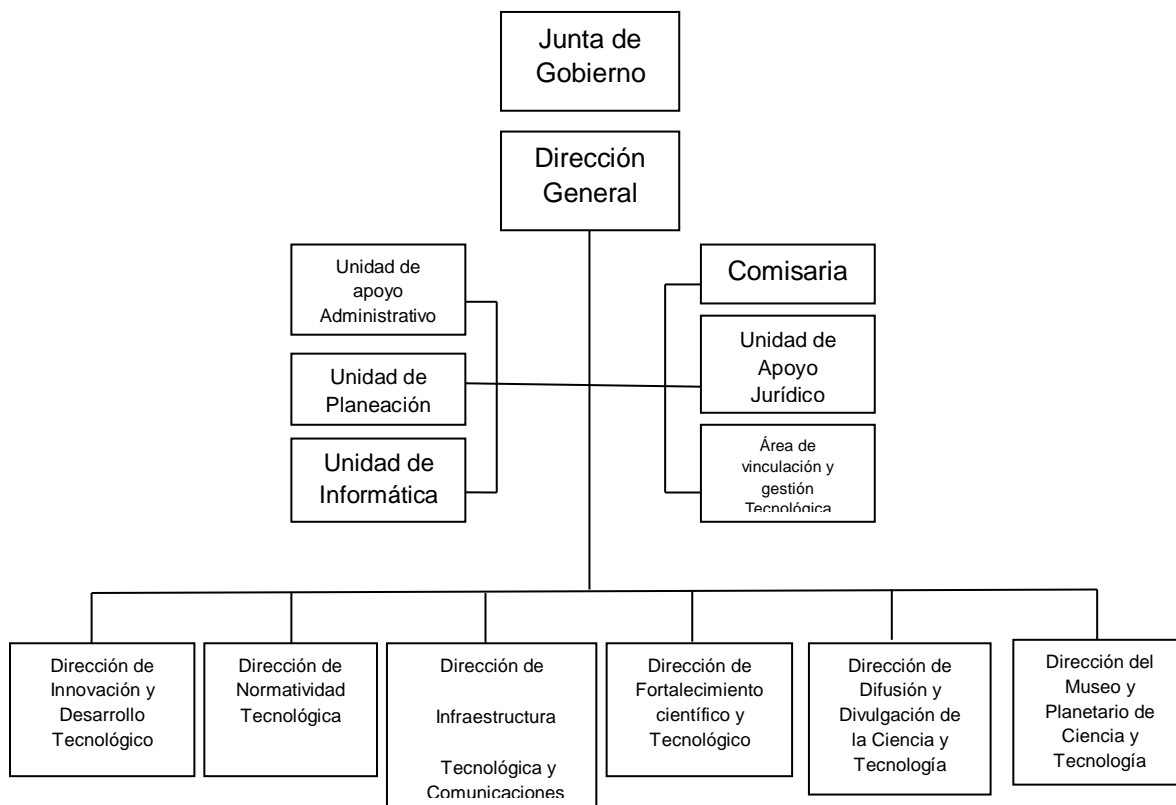 Junta de
Gobierno
Dirección
General
Unidad de
apoyo
Administrativo
Comisaria
Unidad de
Planeación
Unidad de
Apoyo
Jurídico
Unidad de
Informática
Área de
vinculación y
gestión
Tecnológica
Dirección de
Innovación y
Desarrollo
Tecnológico
Dirección de
Normatividad
Tecnológica
Dirección de
Infraestructura
Tecnológica y
Comunicaciones
Dirección de
Fortalecimiento
científico y
Tecnológico
Dirección de
Difusión y
Divulgación de
la Ciencia y
Tecnología
Dirección del
Museo y
Planetario de
Ciencia y
Tecnología